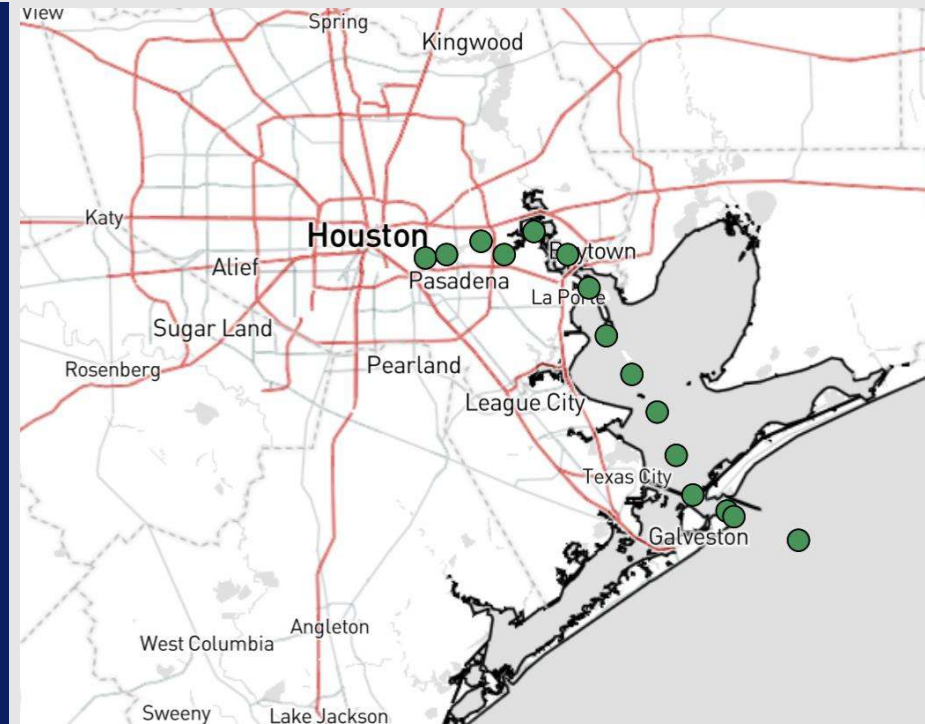 View
Spring
Kingwood
Katy
Houston
Baytown
Alief
Pasadena
La Porte
Sugar Land
Pearland
Rosenberg
League City
Texas City
Galveston
Angleton
West Columbia
Sweeny
Lake Jackson